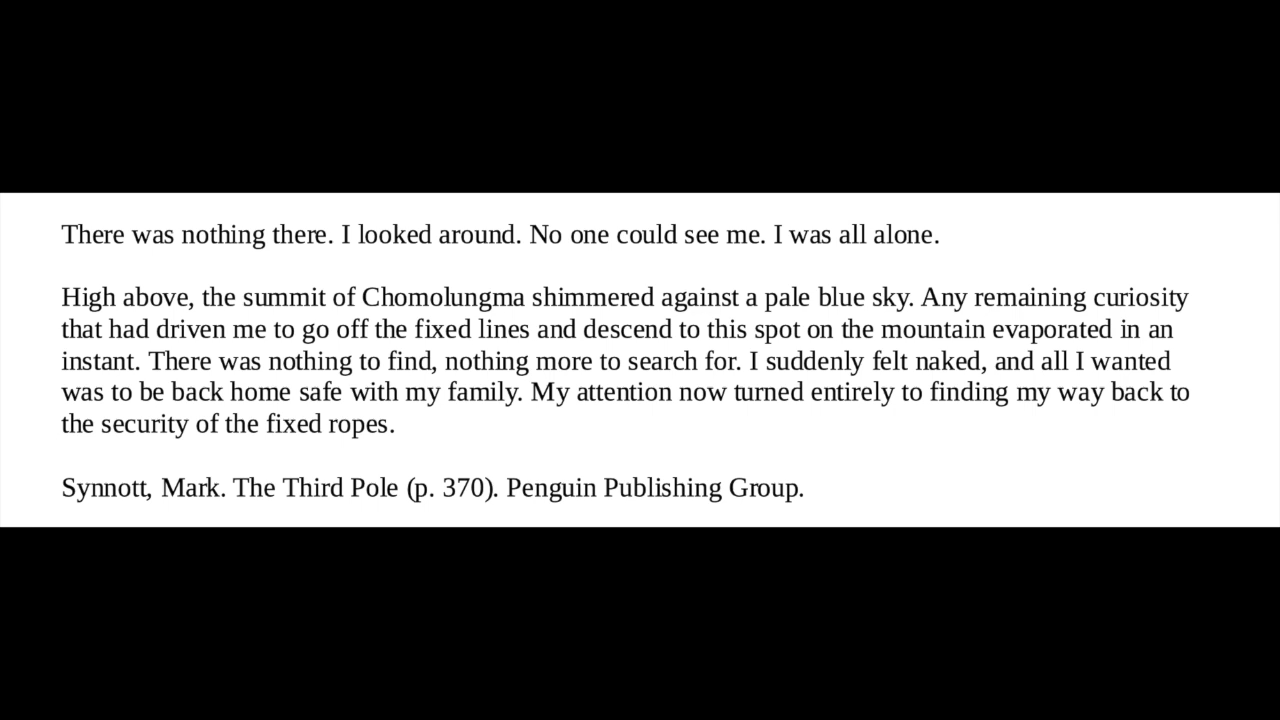 There was nothing there. I looked around. No one could see me. I was all alone.
High above, the summit of Chomolungma shimmered against a pale blue sky. Any remaining curiosity
that had driven me to go off the fixed lines and descend to this spot on the mountain evaporated in an
instant. There was nothing to find, nothing more to search for. I suddenly felt naked, and all I wanted
was to be back home safe with my family. My attention now turned entirely to finding my way back to
the security of the fixed ropes.
Synnott, Mark. The Third Pole (p. 370). Penguin Publishing Group.